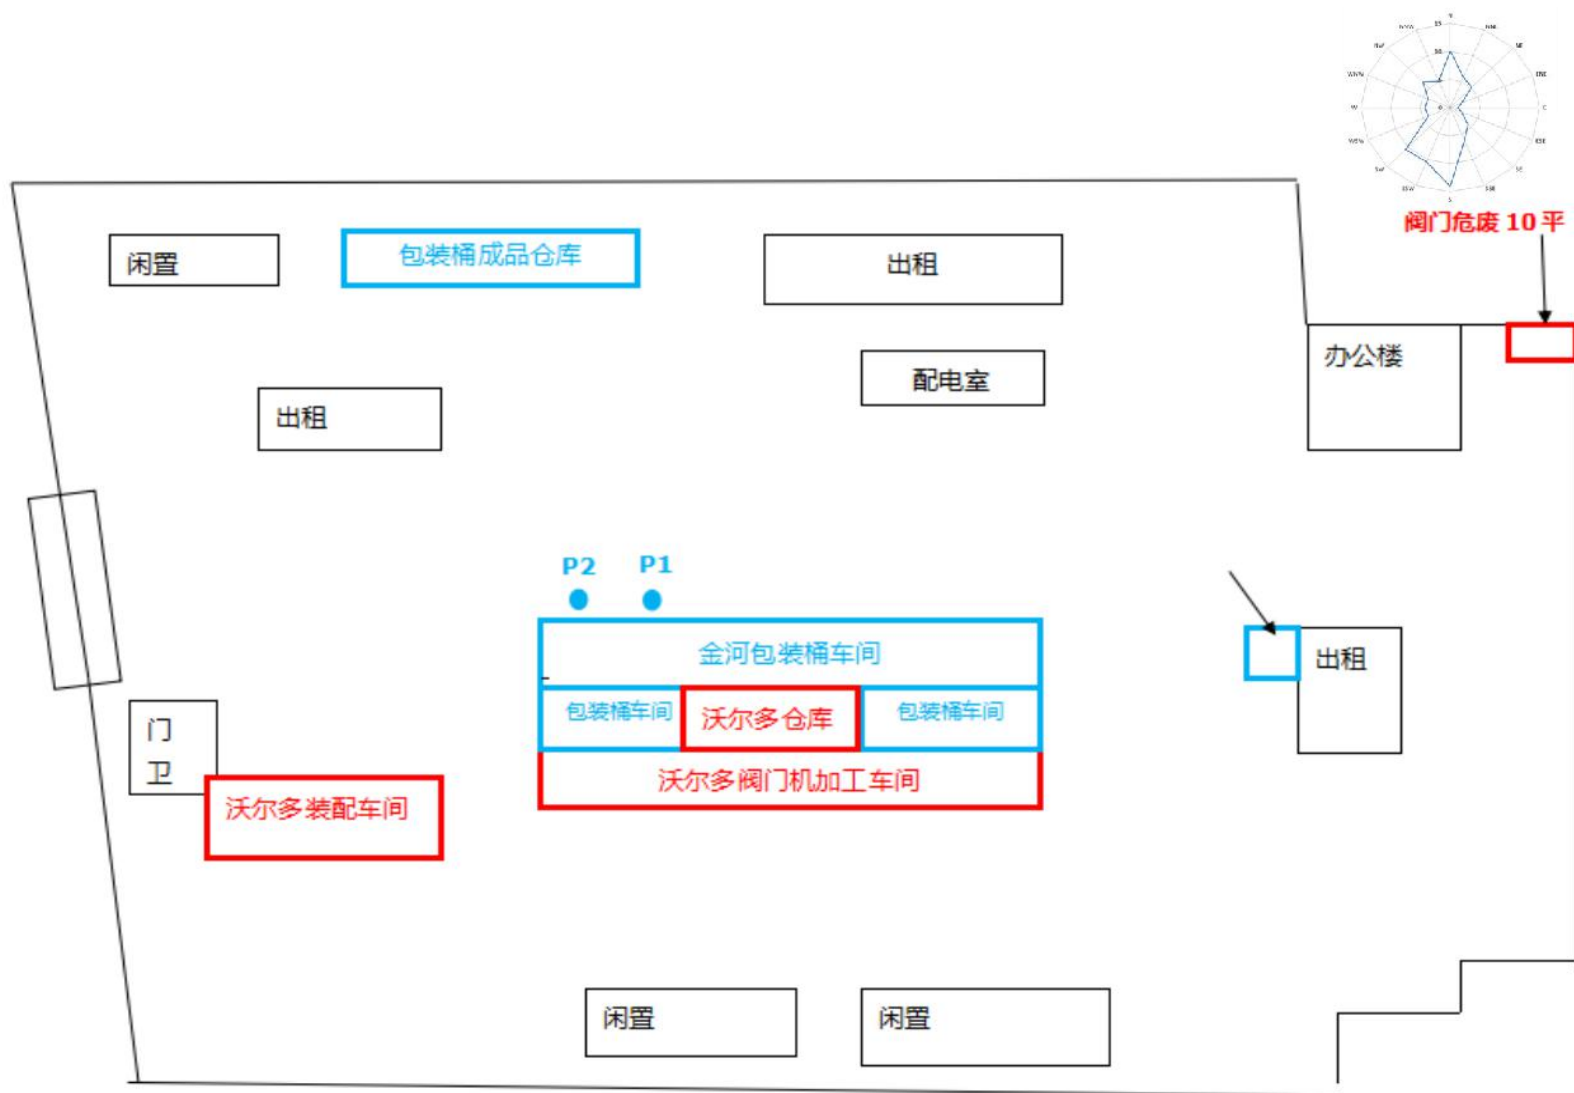 N
15
10
阀门危废 10 平
闲置
包装桶成品仓库
出租
办公楼
配电室
出租
P2
P1
金河包装桶车间
出租
包装桶车间
沃尔多仓库
包装桶车间
门
卫
沃尔多阀门机加工车间
沃尔多装配车间
闲置
闲置